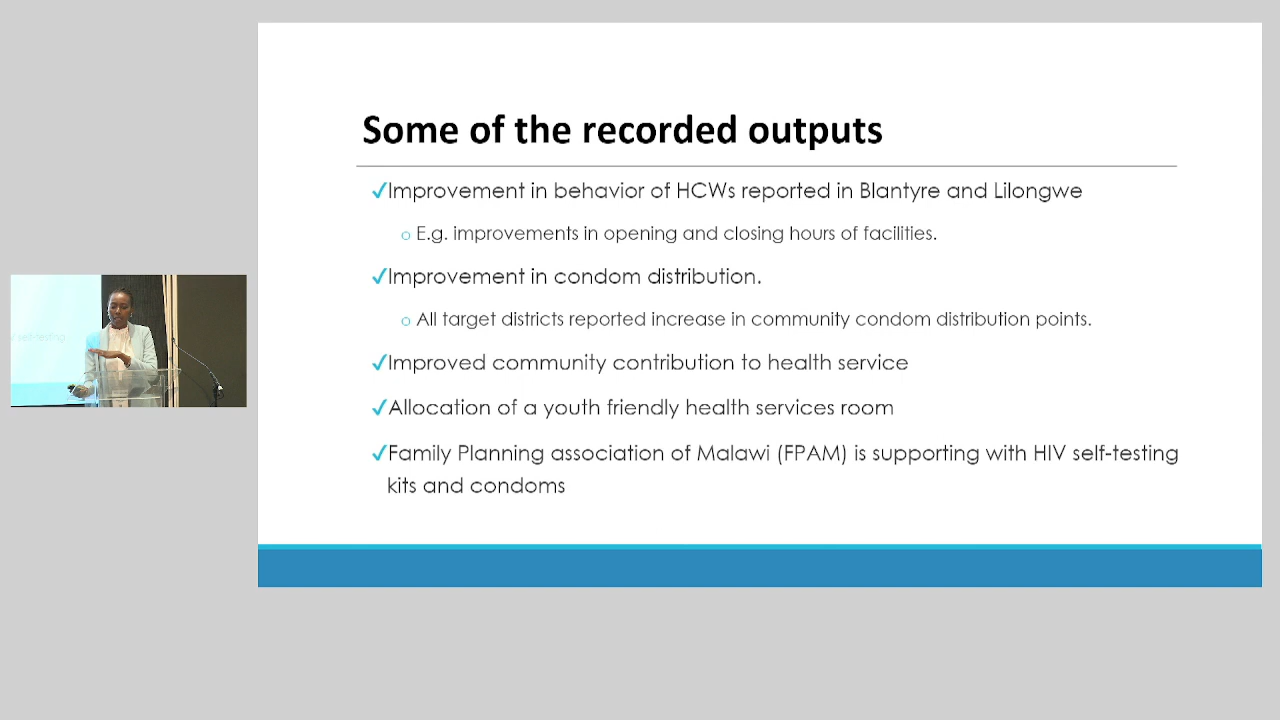 Some of the recorded outputs
✓Improvement in behavior of HCWs reported in Blantyre and Lilongwe
o E.g. improvements in opening and closing hours of facilities.
✓Improvement in condom distribution.
o All target districts reported increase in community condom distribution points.
✓Improved community contribution to health service
✓Allocation of a youth friendly health services room
✓Family Planning association of Malawi (FPAM) is supporting with HIV self-testing
kits and condoms
self-testing